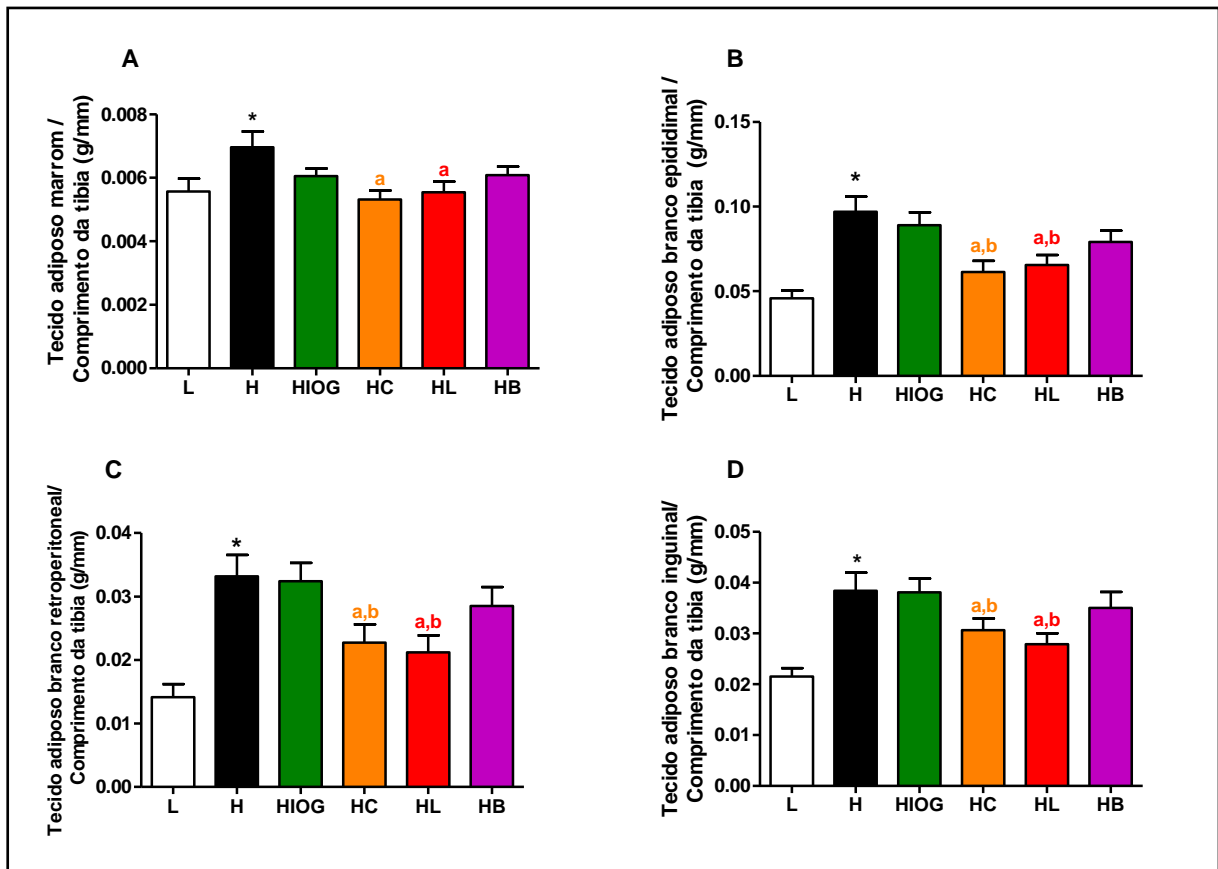 A
Tecido adiposo marrom /
Comprimento da tibia (g/mm)
0.008
0.006
0.004
0.002
0.000
*
a
a
L H HIOG HC HL HB
B
Tecido adiposo branco epididimal /
Comprimento da tibia (g/mm)
0.15
0.10
0.05
0.00
*
a,b
a,b
L H HIOG HC HL HB
C
Tecido adiposo branco retroperitoneal/
Comprimento da tibia (g/mm)
0.04
0.03
0.02
0.01
0.00
*
a,b
a,b
L H HIOG HC HL HB
D
Tecido adiposo branco inguinal/
Comprimento da tibia (g/mm)
0.05
0.04
0.03
0.02
0.01
0.00
*
a,b
a,b
L H HIOG HC HL HB